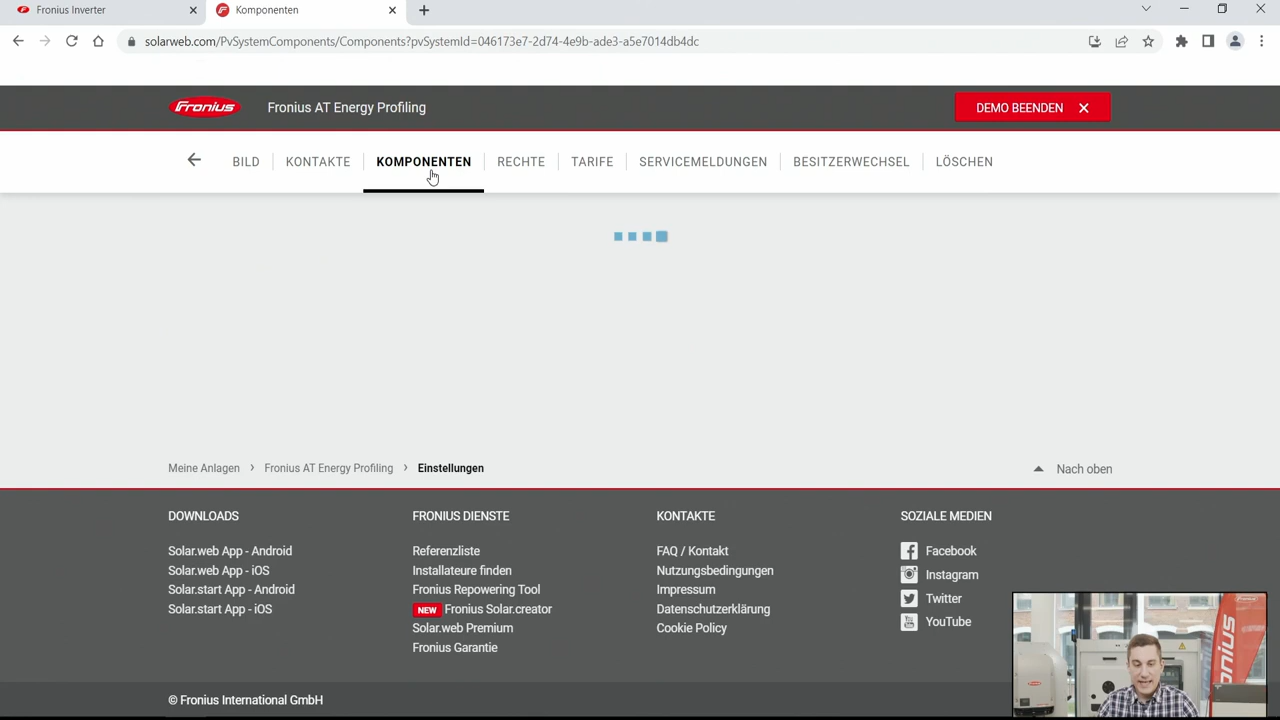 Fronius Inverter
Komponenten
solarweb.com/PvSystemComponents/Components?pvSystemId=046173e7-2d74-4e9b-ade3-a5e7014db4dc
Fronius
Fronius AT Energy Profiling
DEMO BEENDEN
BILD
KONTAKTE
KOMPONENTEN
RECHTE
TARIFE
SERVICEMELDUNGEN
BESITZERWECHSEL
LÖSCHEN
Meine Anlagen > Fronius AT Energy Profiling > Einstellungen
Nach oben
DOWNLOADS
Solar.web App - Android
Solar.web App - iOS
Solar.start App - Android
Solar.start App - iOS
FRONIUS DIENSTE
Referenzliste
Installateure finden
Fronius Repowering Tool
NEW Fronius Solar.creator
Solar.web Premium
Fronius Garantie
KONTAKTE
FAQ / Kontakt
Nutzungsbedingungen
Impressum
Datenschutzerklärung
Cookie Policy
SOZIALE MEDIEN
Facebook
Instagram
Twitter
YouTube
© Fronius International GmbH